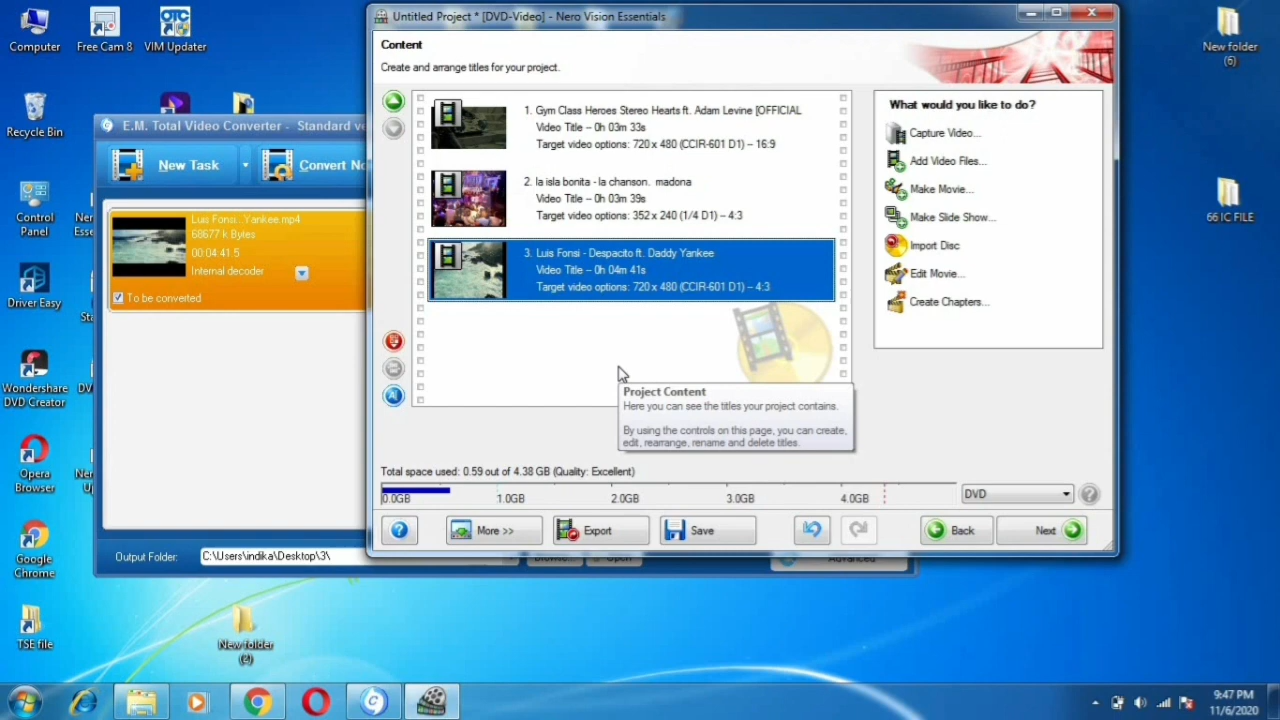 Computer
Free Cam 8
VIM Updater
Recycle Bin
Control
Panel
Driver Easy
Wondershare
DVD Creator
Opera
Browser
Google
Chrome
TSE file
New folder
(2)
New folder
(6)
66 IC FILE
E.M. Total Video Converter - Standard ve
New Task
Convert No
Luis Fonsi...Yankee.mp4
68677 k Bytes
00:04:41 5
Internal decoder
To be converted
Output Folder:
C:\Users\indika\Desktop\3\
Untitled Project * [DVD-Video] - Nero Vision Essentials
Content
Create and arrange titles for your project.
1. Gym Class Heroes Stereo Hearts ft. Adam Levine [OFFICIAL
Video Title – 0h 03m 33s
Target video options: 720 x 480 (CCIR-601 D1) – 16:9
2. la isla bonita - la chanson. madona
Video Title – 0h 03m 39s
Target video options: 352 x 240 (1/4 D1) – 4:3
3. Luis Fonsi - Despacito ft. Daddy Yankee
Video Title – 0h 04m 41s
Target video options: 720 x 480 (CCIR-601 D1) – 4:3
Project Content
Here you can see the titles your project contains.
By using the controls on this page, you can create,
edit, rearrange, rename and delete titles.
What would you like to do?
Capture Video...
Add Video Files...
Make Movie...
Make Slide Show...
Import Disc
Edit Movie...
Create Chapters...
Total space used: 0.59 out of 4.38 GB (Quality: Excellent)
0.0GB 1.0GB 2.0GB 3.0GB 4.0GB
DVD
More >>
Export
Save
Back
Next
9:47 PM
11/6/2020